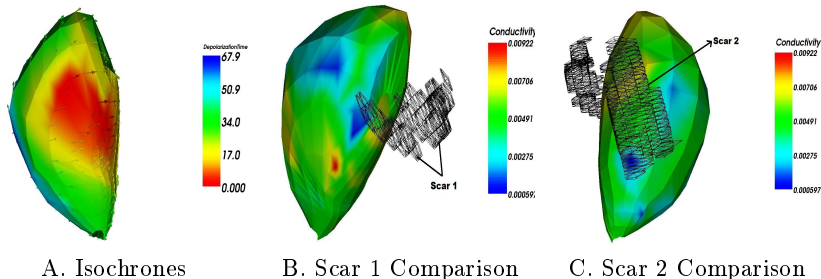 DepolarizationTime
67.9
50.9
34.0
17.0
0.000
Conductivity
0.00922
0.00706
0.00491
0.00275
0.000597
Scar 1
Scar 2
Conductivity
0.00922
0.00706
0.00491
0.00275
0.000597
A. Isochrones
B. Scar 1 Comparison
C. Scar 2 Comparison